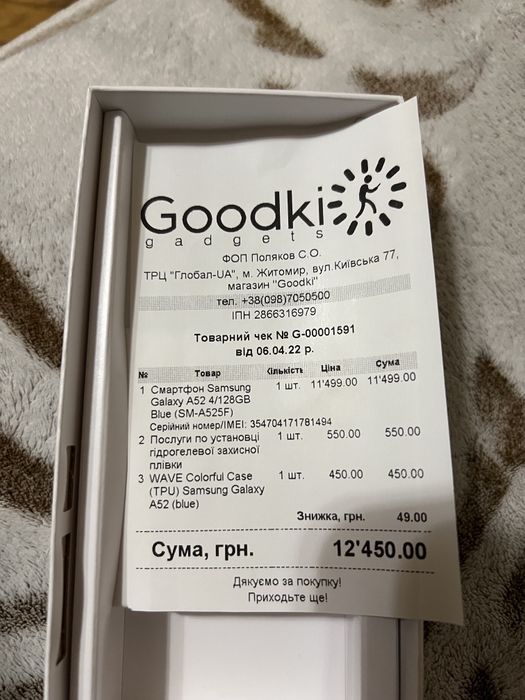 Goodki
gadgets
ФОП Поляков С.О.
ТРЦ "Глобал-UA", м. Житомир, вул.Київська 77,
магазин "Goodki"
тел. +38(098)7050500
ІПН 2866316979
Товарний чек № G-00001591
від 06.04.22 р.
№ Товар Кількість Ціна Сума
1 Смартфон Samsung 1 шт. 11'499.00 11'499.00
Galaxy A52 4/128GB
Blue (SM-A525F)
Серійний номер/IMEI: 354704171781494
2 Послуги по установці 1 шт. 550.00 550.00
гідрогелевої захисної
плівки
3 WAVE Colorful Case 1 шт. 450.00 450.00
(TPU) Samsung Galaxy
A52 (blue)
Знижка, грн. 49.00
Сума, грн. 12'450.00
Дякуємо за покупку!
Приходьте ще!